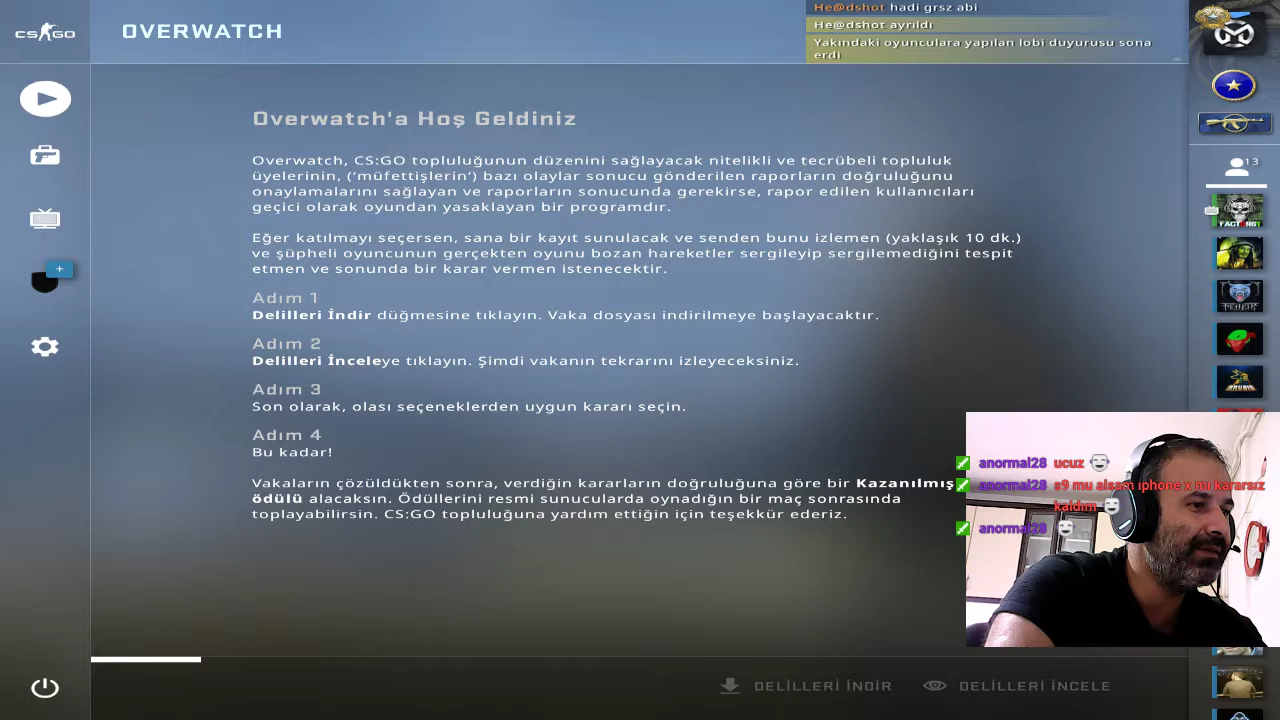 CS GO
OVERWATCH
He@dshot hadi grsz abi
He@dshot ayrıldı
Yakındaki oyunculara yapılan lobi duyurusu sona
erdi
13
Overwatch'a Hoş Geldiniz
Overwatch, CS:GO topluluğunun düzenini sağlayacak nitelikli ve tecrübeli topluluk
üyelerinin, (‘müfettişlerin’) bazı olaylar sonucu gönderilen raporların doğruluğunu
onaylamalarını sağlayan ve raporların sonucunda gerekirse, rapor edilen kullanıcıları
geçici olarak oyundan yasaklayan bir programdır.
Eğer katılmayı seçersen, sana bir kayıt sunulacak ve senden bunu izlemen (yaklaşık 10 dk.)
ve şüpheli oyuncunun gerçekten oyunu bozan hareketler sergileyip sergilemediğini tespit
etmen ve sonunda bir karar vermen istenecektir.
Adım 1
Delilleri İndir düğmesine tıklayın. Vaka dosyası indirilmeye başlayacaktır.
Adım 2
Delilleri İnceleye tıklayın. Şimdi vakanın tekrarını izleyeceksiniz.
Adım 3
Son olarak, olası seçeneklerden uygun kararı seçin.
Adım 4
Bu kadar!
Vakaların çözüldükten sonra, verdiğin kararların doğruluğuna göre bir Kazanılmış
ödülü alacaksın. Ödüllerini resmi sunucularda oynadığın bir maç sonrasında
toplayabilirsin. CS:GO topluluğuna yardım ettiğin için teşekkür ederiz.
anormal28 ucuz
anormal28 s9 mu alsam iphone x mi kararsız
kaldım
anormal28
DELİLLERİ İNDİR
DELİLLERİ İNCELE